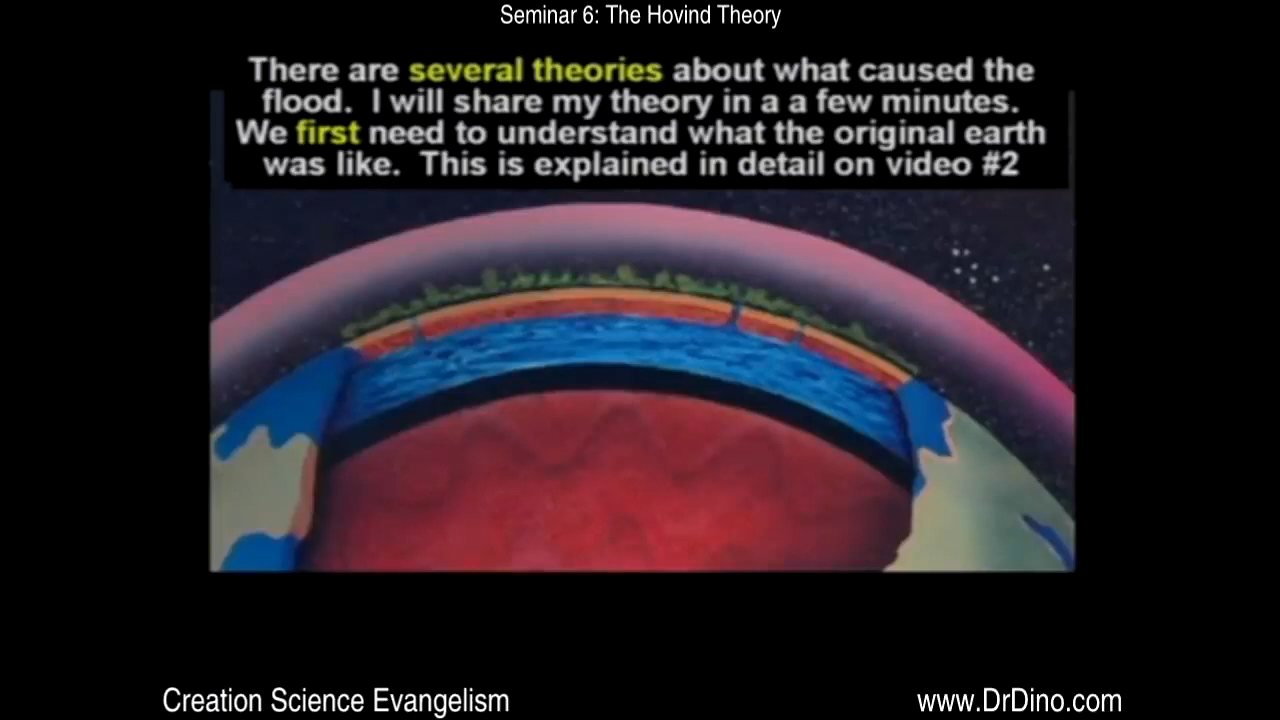 Seminar 6: The Hovind Theory
There are several theories about what caused the
flood. I will share my theory in a a few minutes.
We first need to understand what the original earth
was like. This is explained in detail on video #2
Creation Science Evangelism
www.DrDino.com